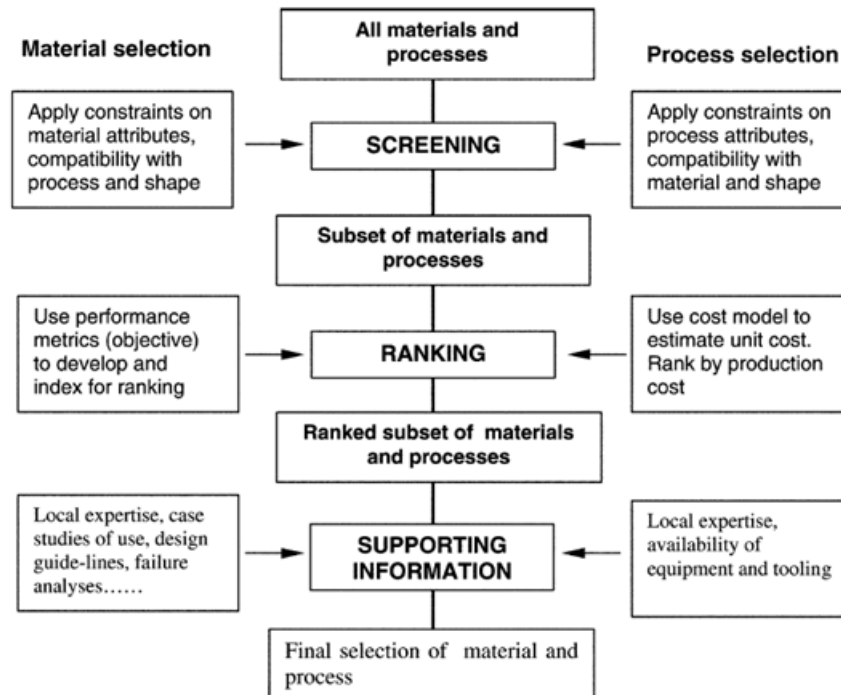 Material selection
All materials and
processes
Process selection
Apply constraints on
material attributes,
compatibility with
process and shape
SCREENING
Apply constraints on
process attributes,
compatibility with
material and shape
Subset of materials and
processes
Use performance
metrics (objective)
to develop and
index for ranking
RANKING
Use cost model to
estimate unit cost.
Rank by production
cost
Ranked subset of materials
and processes
Local expertise, case
studies of use, design
guide-lines, failure
analyses……
SUPPORTING
INFORMATION
Local expertise,
availability of
equipment and tooling
Final selection of material and
process